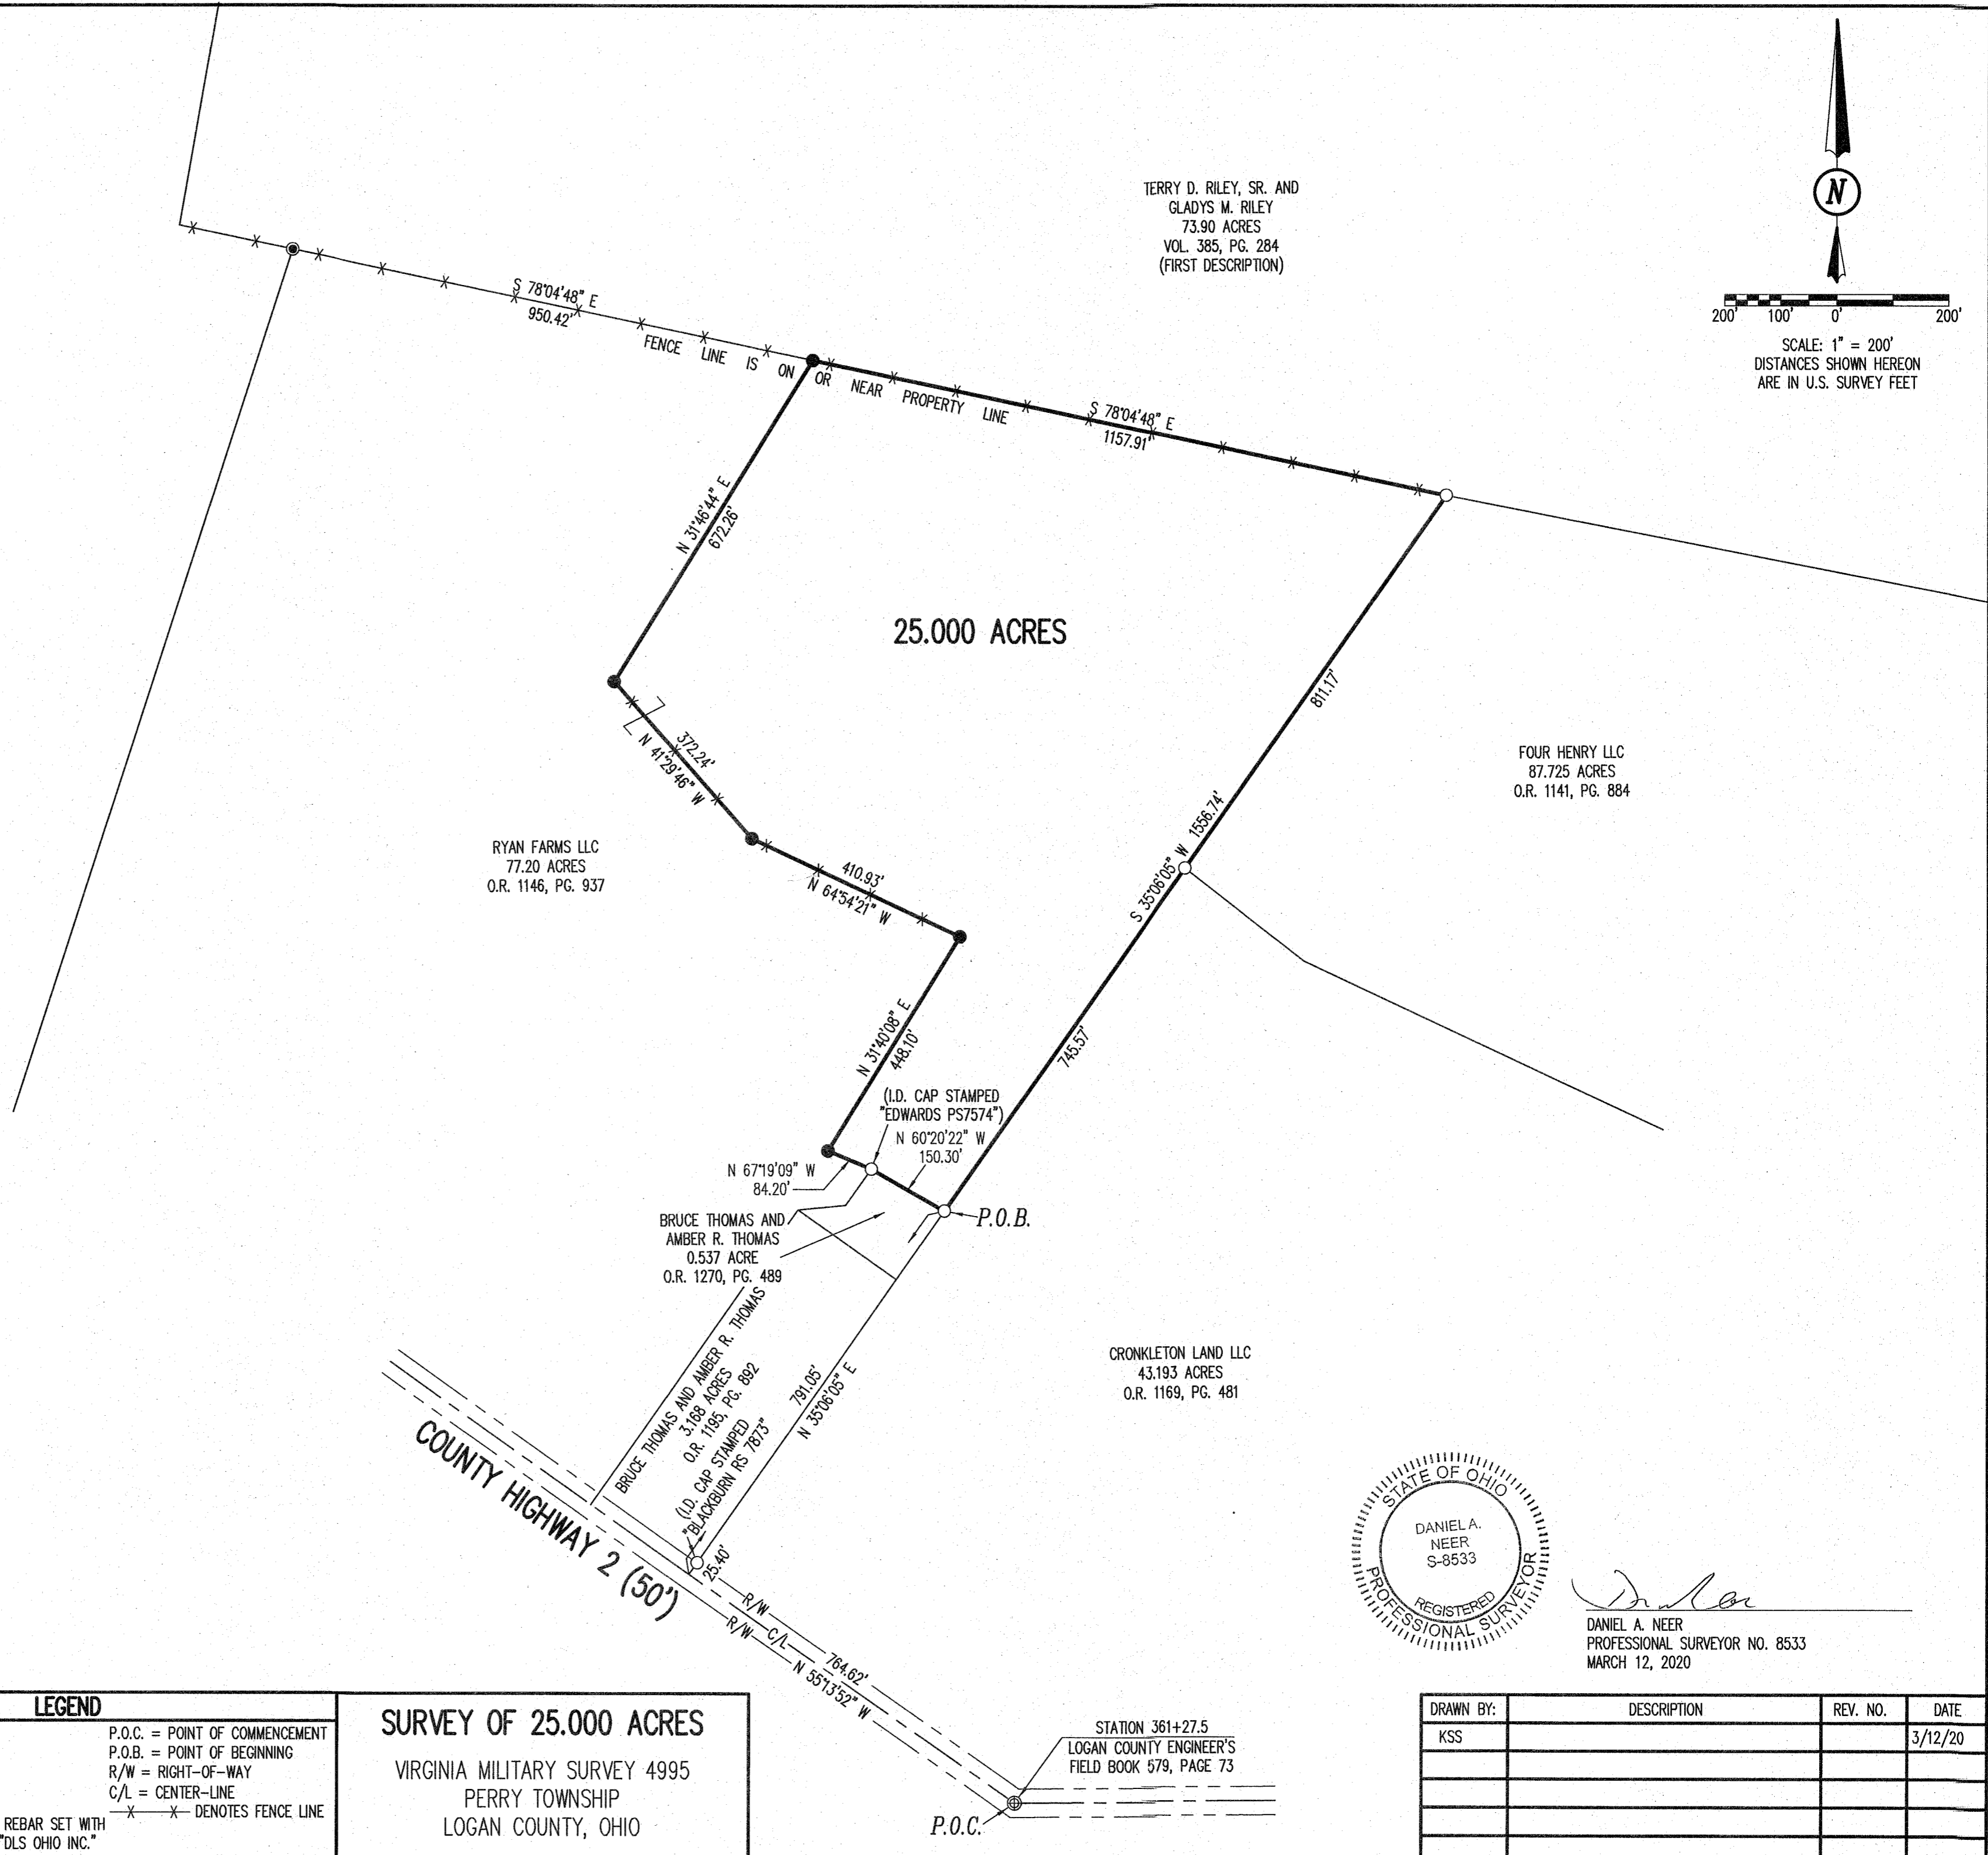 TERRY D. RILEY, SR. AND
GLADYS M. RILEY
73.90 ACRES
VOL. 385, PG. 284
(FIRST DESCRIPTION)
N
200' 100' 0' 200'
SCALE: 1" = 200'
DISTANCES SHOWN HEREON
ARE IN U.S. SURVEY FEET
S 78°04'48" E
950.42'
FENCE LINE IS ON OR NEAR PROPERTY LINE
S 78°04'48" E
1157.91'
N 31°46'44" E
672.26'
25.000 ACRES
811.17'
372.24'
N 41°29'46" W
FOUR HENRY LLC
87.725 ACRES
O.R. 1141, PG. 884
RYAN FARMS LLC
77.20 ACRES
O.R. 1146, PG. 937
410.93'
N 64°54'21" W
S 35°06'05" W 1556.74'
745.57'
N 31°40'08" E
448.10'
(I.D. CAP STAMPED
"EDWARDS PS7574")
N 60°20'22" W
150.30'
N 67°19'09" W
84.20'
P.O.B.
BRUCE THOMAS AND
AMBER R. THOMAS
0.537 ACRE
O.R. 1270, PG. 489
BRUCE THOMAS AND AMBER R. THOMAS
3.168 ACRES
O.R. 1195, PG. 892
(I.D. CAP STAMPED
"BLACKBURN RS 7873"
791.05'
N 35°06'05" E
CRONKLETON LAND LLC
43.193 ACRES
O.R. 1169, PG. 481
COUNTY HIGHWAY 2 (50')
25.40'
R/W
C/L
R/W
764.62'
N 55°13'52" W
STATION 361+27.5
LOGAN COUNTY ENGINEER'S
FIELD BOOK 579, PAGE 73
P.O.C.
STATE OF OHIO
DANIEL A.
NEER
S-8533
REGISTERED
PROFESSIONAL SURVEYOR
DANIEL A. NEER
PROFESSIONAL SURVEYOR NO. 8533
MARCH 12, 2020
LEGEND
P.O.C. = POINT OF COMMENCEMENT
P.O.B. = POINT OF BEGINNING
R/W = RIGHT-OF-WAY
C/L = CENTER-LINE
X X DENOTES FENCE LINE
REBAR SET WITH
"DLS OHIO INC."
SURVEY OF 25.000 ACRES
VIRGINIA MILITARY SURVEY 4995
PERRY TOWNSHIP
LOGAN COUNTY, OHIO
DRAWN BY: DESCRIPTION REV. NO. DATE
KSS 3/12/20